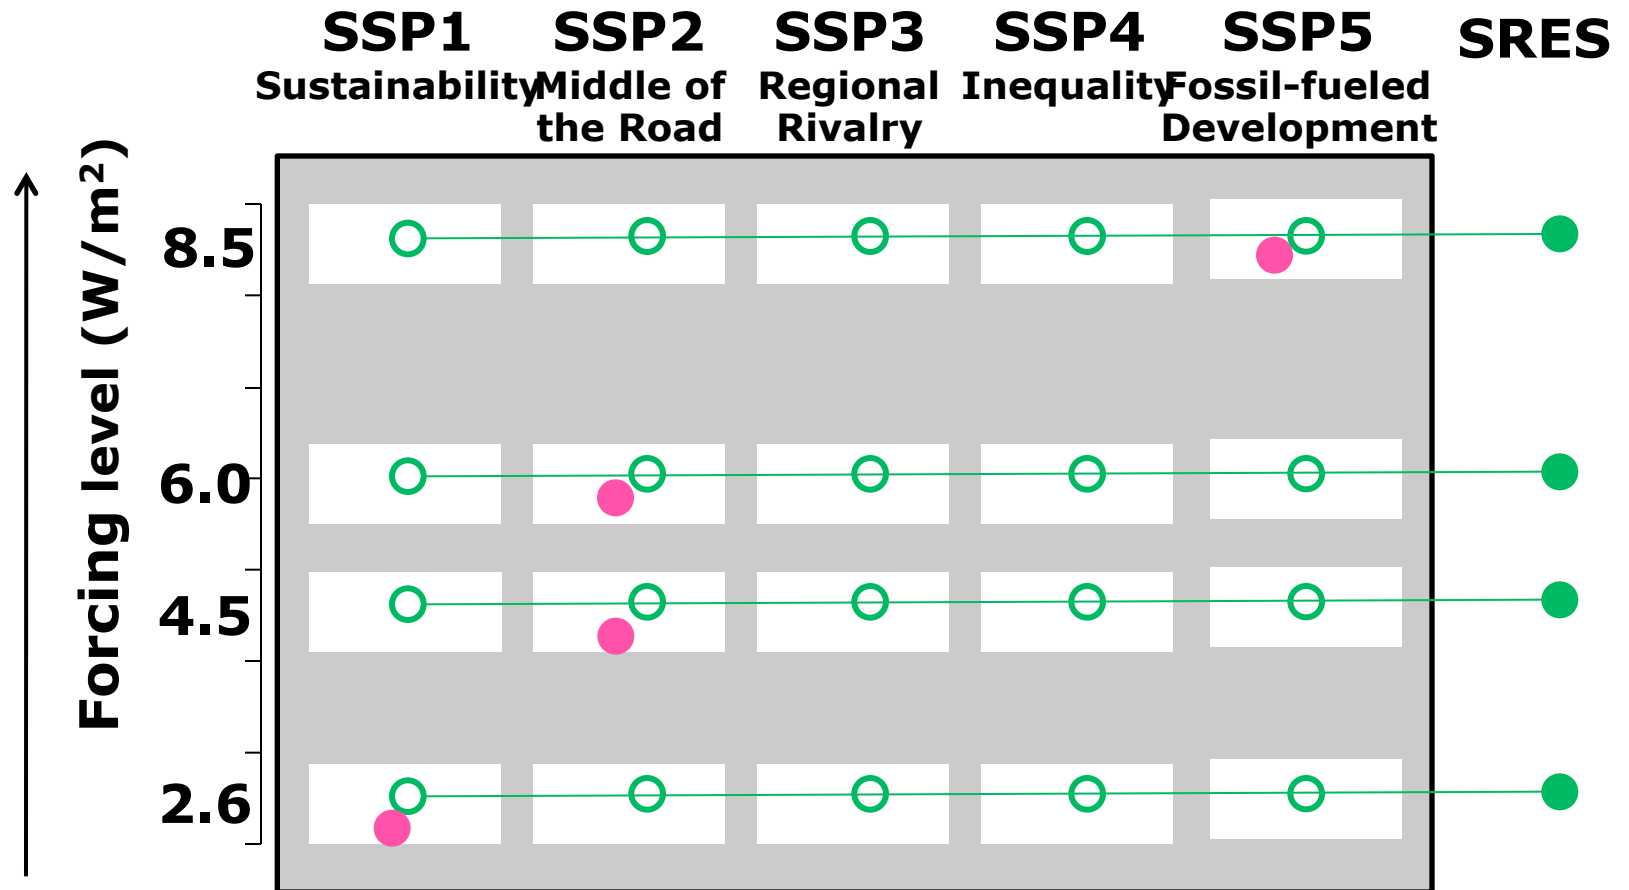 SSP1 SSP2 SSP3 SSP4 SSP5 SRES
Sustainability Middle of the Road Regional Rivalry Inequality Fossil-fueled Development
Forcing level (W/m²)
8.5
6.0
4.5
2.6